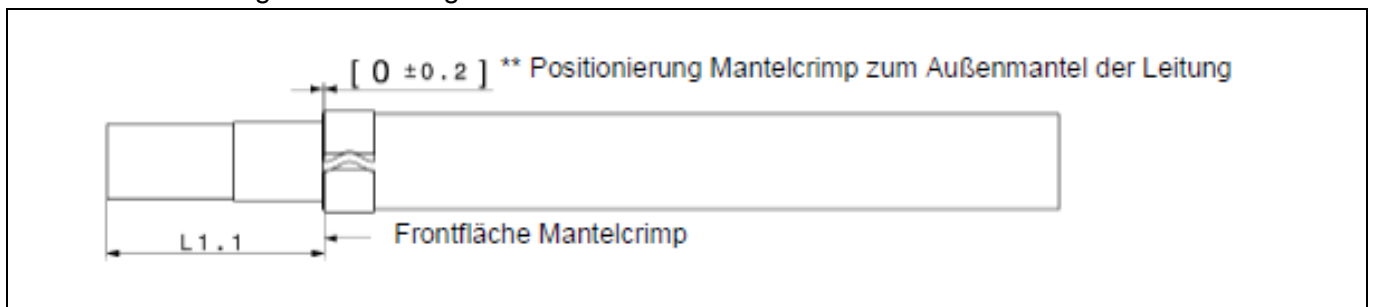 [ 0 ±0.2 ] ** Positionierung Mantelcrimp zum Außenmantel der Leitung
Frontfläche Mantelcrimp
L1.1